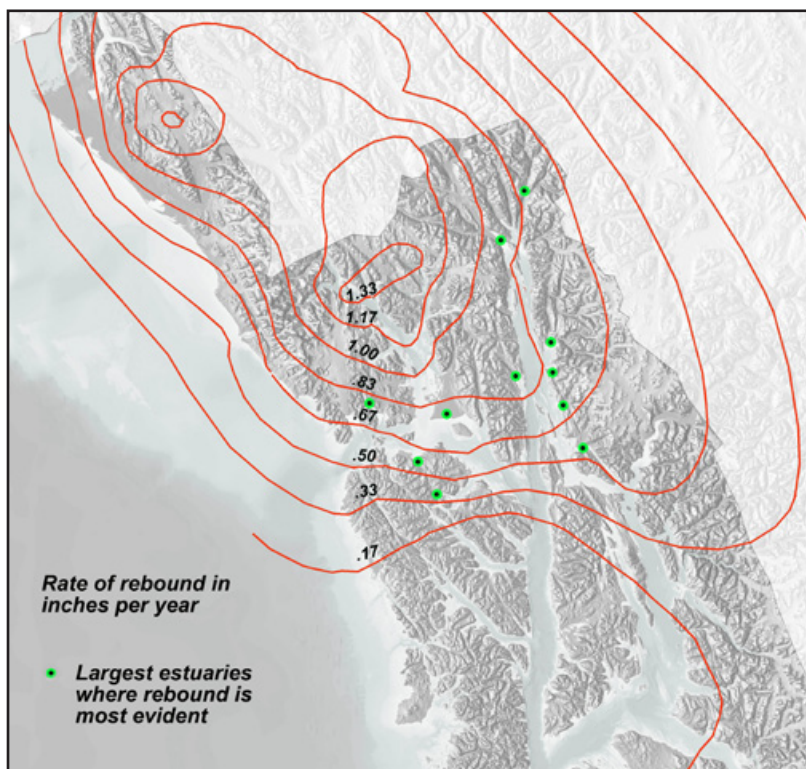 1.33
1.17
1.00
.83
.67
.50
.33
.17
Rate of rebound in
inches per year
Largest estuaries
where rebound is
most evident